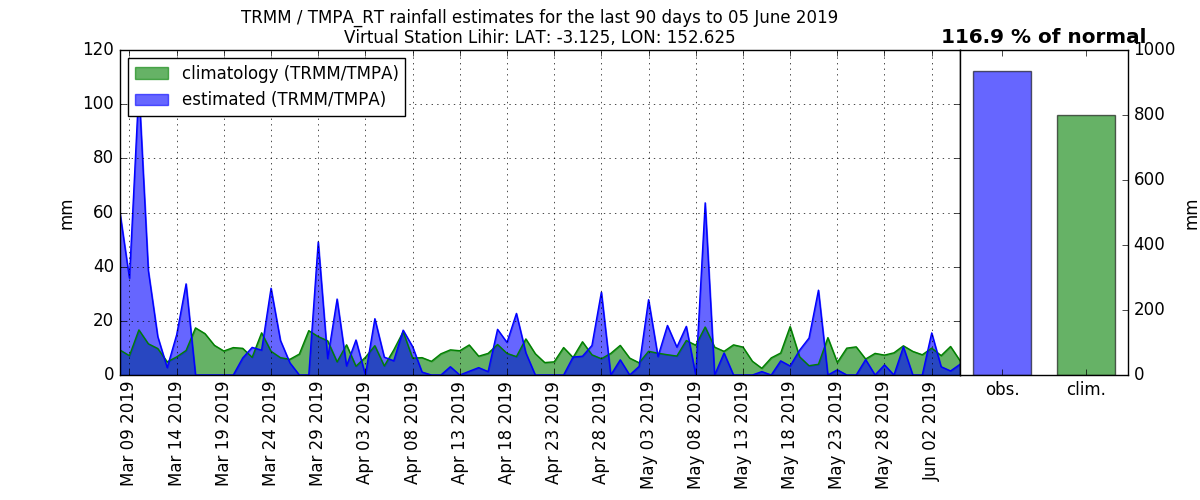 TRMM / TMPA_RT rainfall estimates for the last 90 days to 05 June 2019
Virtual Station Lihir: LAT: -3.125, LON: 152.625
116.9 % of normal
climatology (TRMM/TMPA)
estimated (TRMM/TMPA)
120
100
80
60
40
20
0
mm
Mar 09 2019
Mar 14 2019
Mar 19 2019
Mar 24 2019
Mar 29 2019
Apr 03 2019
Apr 08 2019
Apr 13 2019
Apr 18 2019
Apr 23 2019
Apr 28 2019
May 03 2019
May 08 2019
May 13 2019
May 18 2019
May 23 2019
May 28 2019
Jun 02 2019
obs.
clim.
1000
800
600
400
200
0
mm